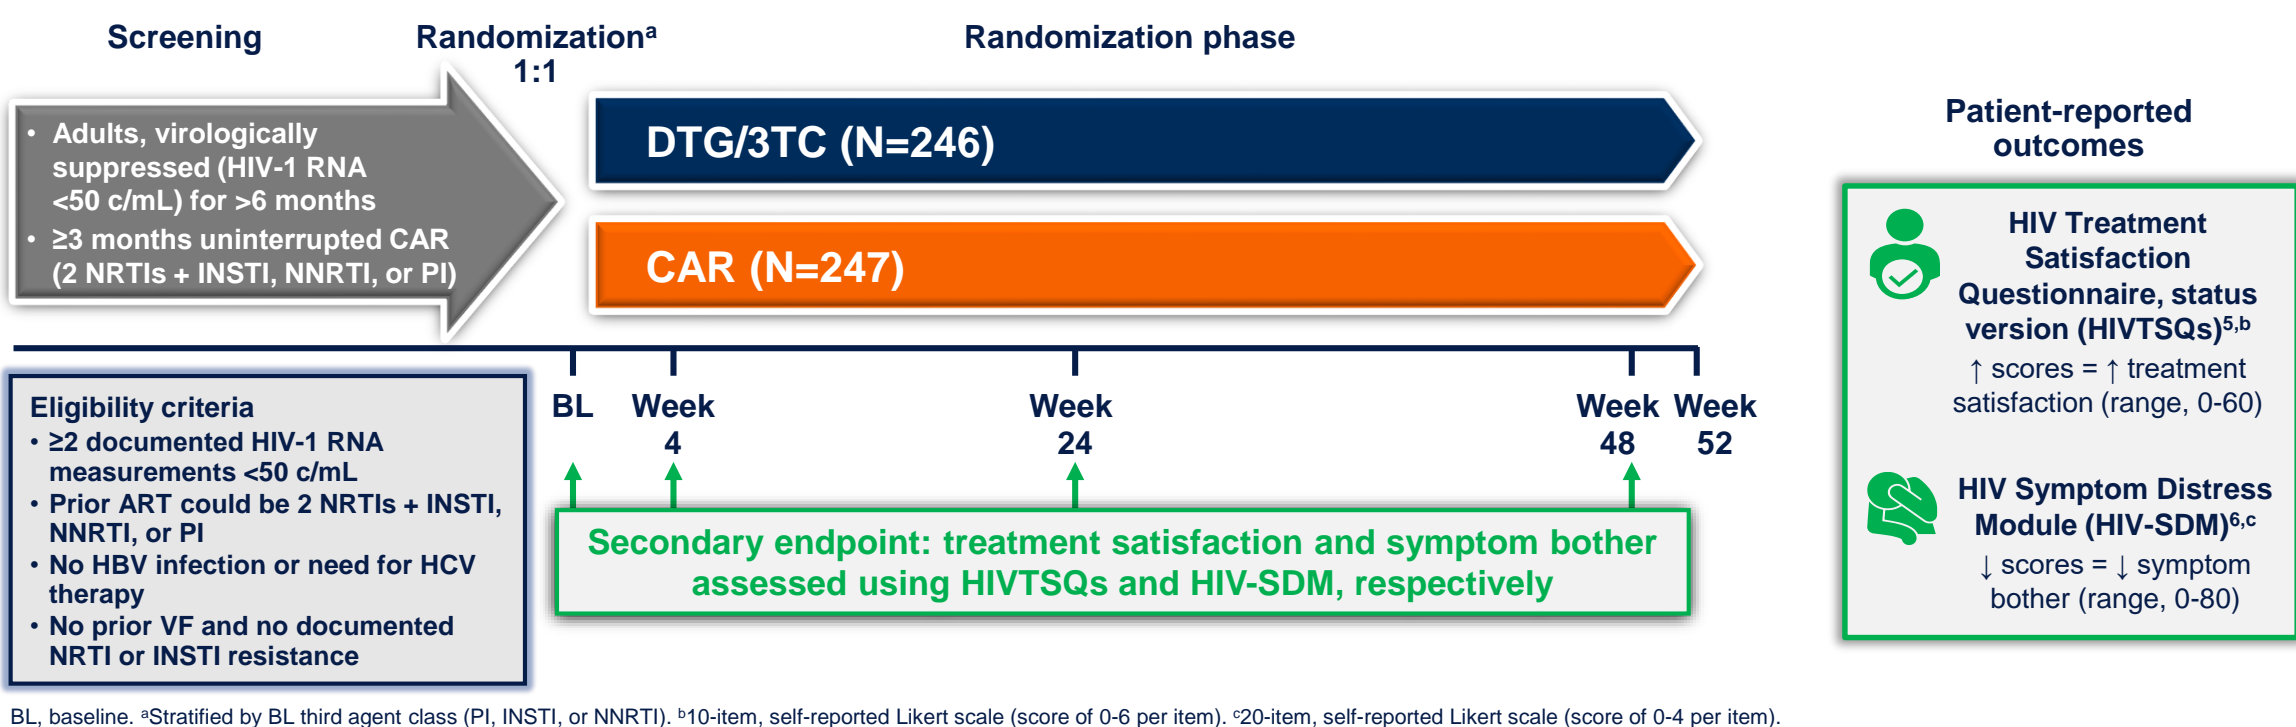 Screening
Randomizationᵃ
1:1
Randomization phase
• Adults, virologically
suppressed (HIV-1 RNA
<50 c/mL) for >6 months
• ≥3 months uninterrupted CAR
(2 NRTIs + INSTI, NNRTI, or PI)
DTG/3TC (N=246)
CAR (N=247)
BL
Week
4
Week
24
Week
48
Week
52
Eligibility criteria
• ≥2 documented HIV-1 RNA
measurements <50 c/mL
• Prior ART could be 2 NRTIs + INSTI,
NNRTI, or PI
• No HBV infection or need for HCV
therapy
• No prior VF and no documented
NRTI or INSTI resistance
Secondary endpoint: treatment satisfaction and symptom bother
assessed using HIVTSQs and HIV-SDM, respectively
Patient-reported
outcomes
HIV Treatment
Satisfaction
Questionnaire, status
version (HIVTSQs)⁵,ᵇ
↑ scores = ↑ treatment
satisfaction (range, 0-60)
HIV Symptom Distress
Module (HIV-SDM)⁶,ᶜ
↓ scores = ↓ symptom
bother (range, 0-80)
BL, baseline. ᵃStratified by BL third agent class (PI, INSTI, or NNRTI). ᵇ10-item, self-reported Likert scale (score of 0-6 per item). ᶜ20-item, self-reported Likert scale (score of 0-4 per item).